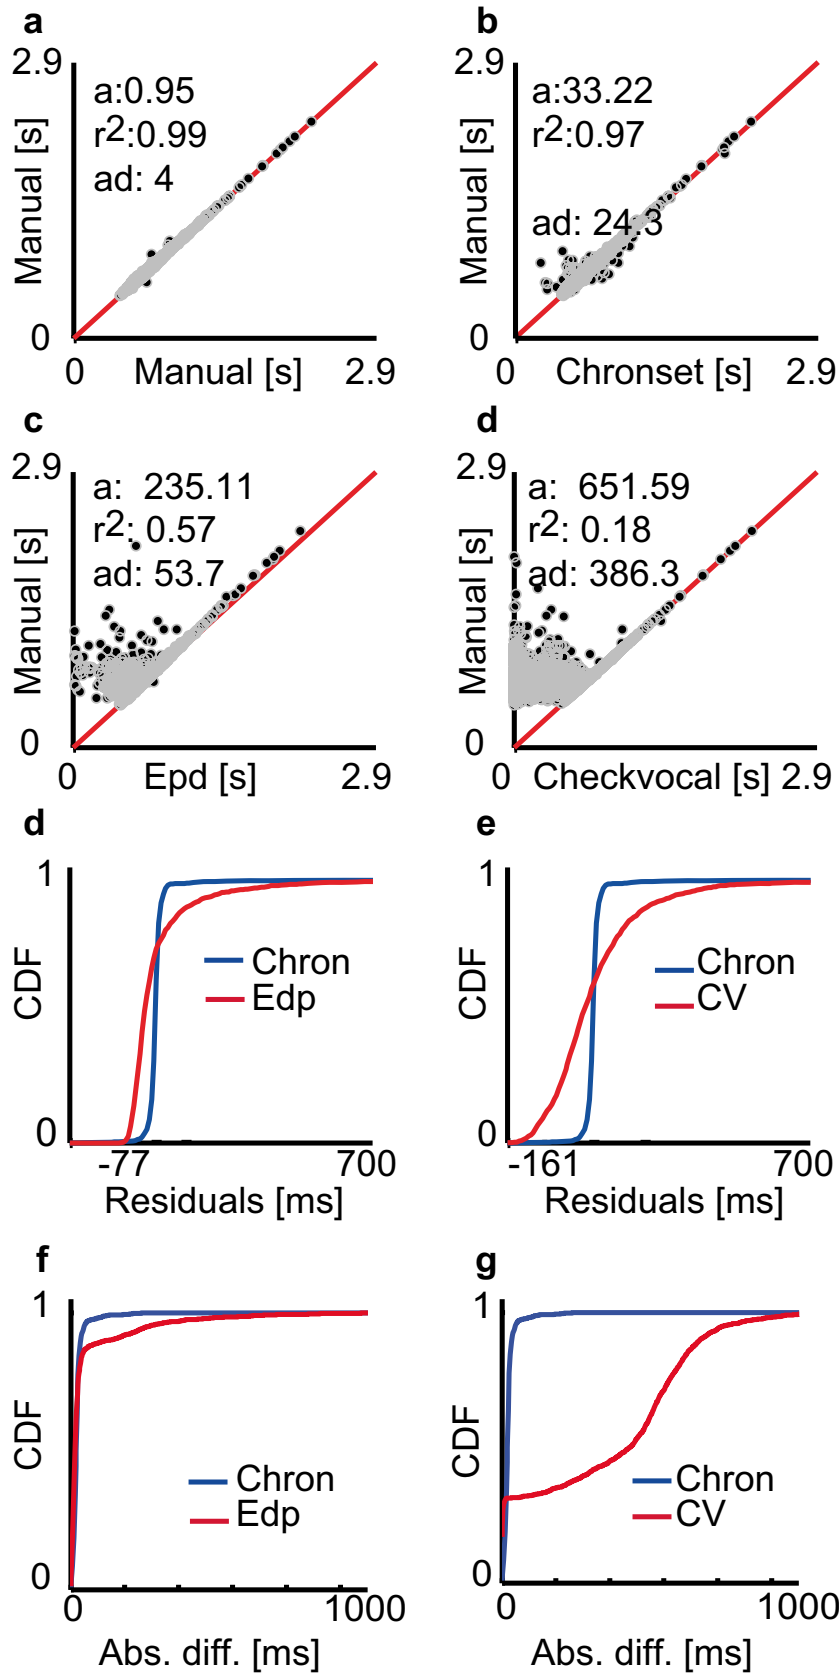 a
2.9
a:0.95
r2:0.99
ad: 4
Manual [s]
0
0 Manual [s] 2.9
b
2.9
a:33.22
r2:0.97
ad: 24.3
Manual [s]
0
0 Chronset [s] 2.9
c
2.9
a: 235.11
r2: 0.57
ad: 53.7
Manual [s]
0
0 Epd [s] 2.9
d
2.9
a: 651.59
r2: 0.18
ad: 386.3
Manual [s]
0
0 Checkvocal [s] 2.9
d
1
CDF
Chron
Edp
0
-77 700
Residuals [ms]
e
1
CDF
Chron
CV
0
-161 700
Residuals [ms]
f
1
CDF
Chron
Edp
0
0 1000
Abs. diff. [ms]
g
1
CDF
Chron
CV
0
0 1000
Abs. diff. [ms]